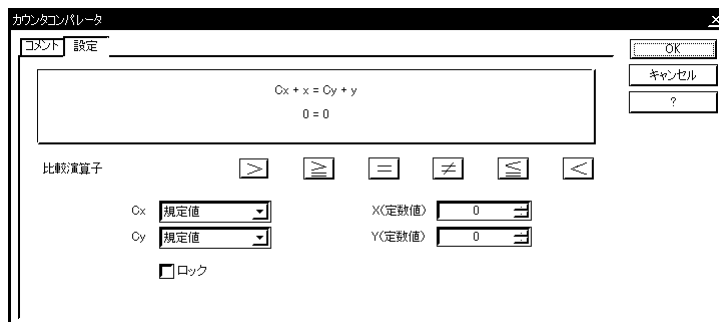 カウンタコンパレータ
コメント 設定
OK
キャンセル
?
Cx + x = Cy + y
0 = 0
比較演算子 > ≧ = ≠ ≦ <
Cx 規定値 X(定数値) 0
Cy 規定値 Y(定数値) 0
ロック